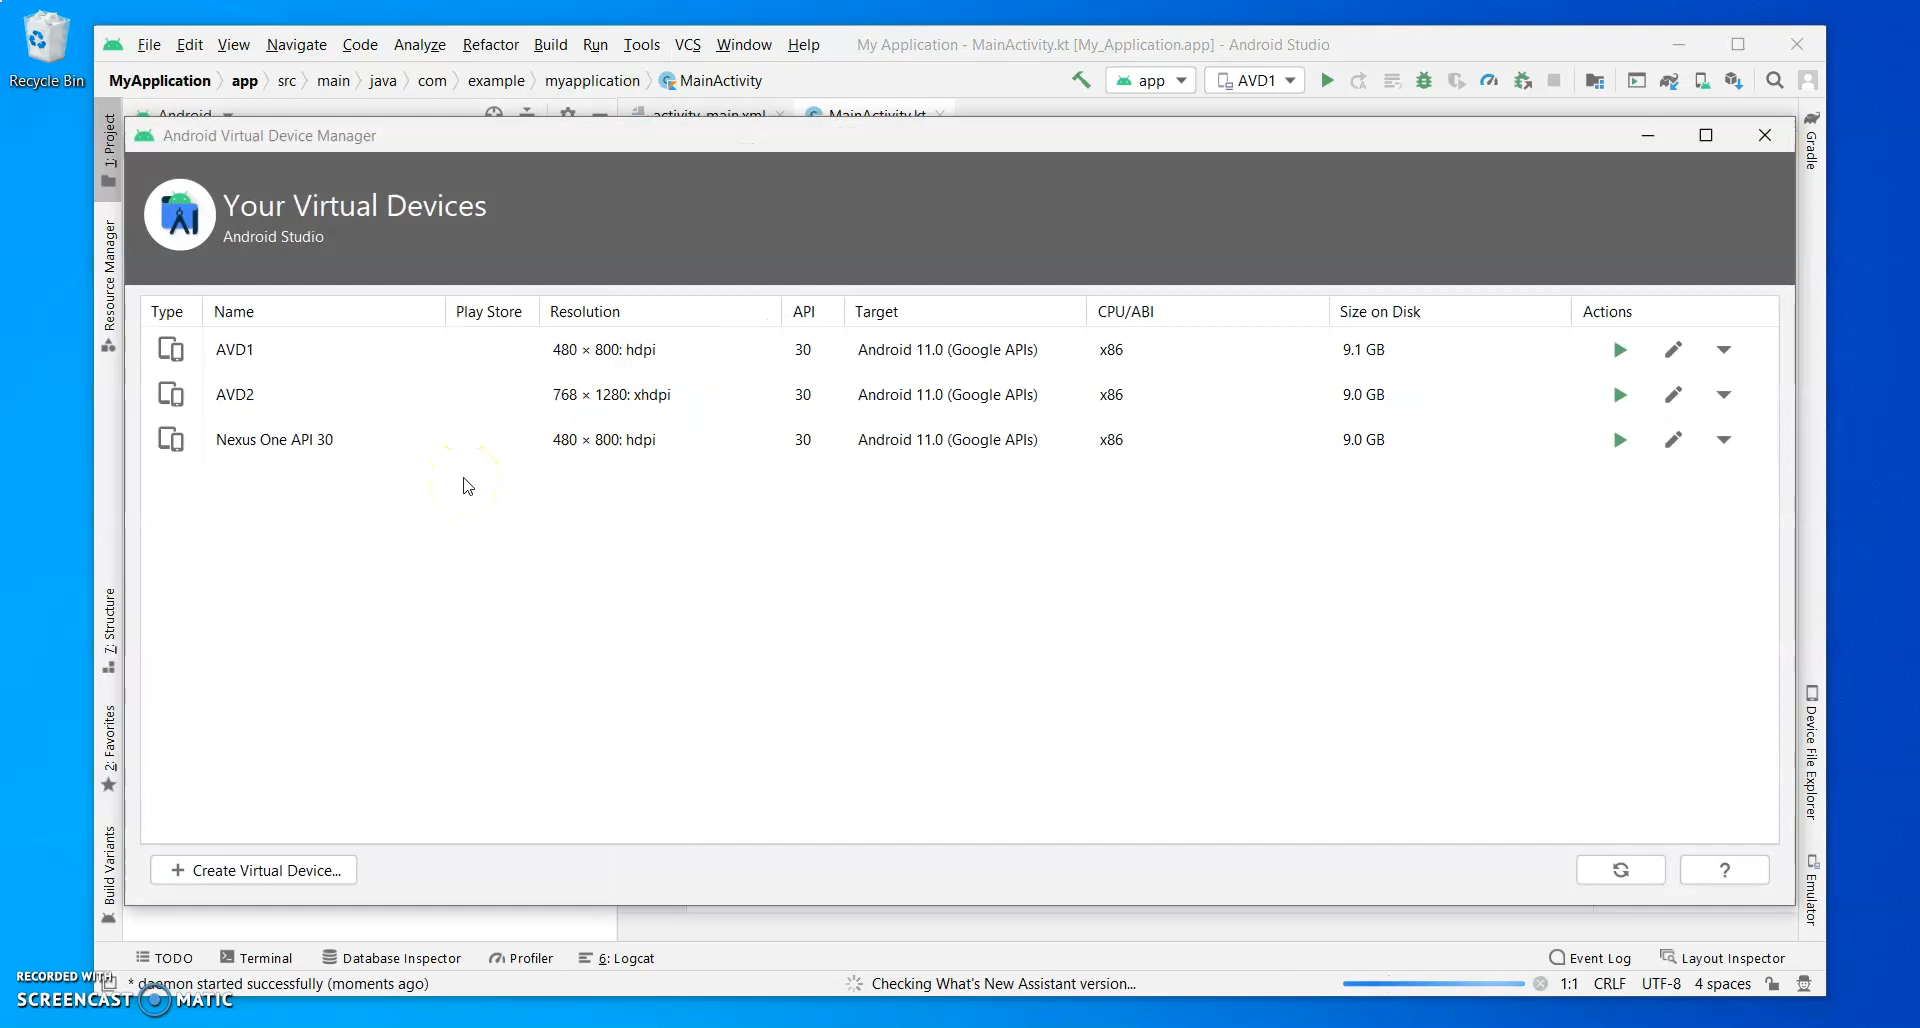 Recycle Bin
File Edit View Navigate Code Analyze Refactor Build Run Tools VCS Window Help My Application - MainActivity.kt [My_Application.app] - Android Studio
MyApplication app src main java com example myapplication MainActivity app AVD1
Android activity_main.xml MainActivity.kt
Android Virtual Device Manager
Your Virtual Devices
Android Studio
Type Name Play Store Resolution API Target CPU/ABI Size on Disk Actions
AVD1 480 × 800: hdpi 30 Android 11.0 (Google APIs) x86 9.1 GB
AVD2 768 × 1280: xhdpi 30 Android 11.0 (Google APIs) x86 9.0 GB
Nexus One API 30 480 × 800: hdpi 30 Android 11.0 (Google APIs) x86 9.0 GB
+ Create Virtual Device...
?
1: Project
Resource Manager
7: Structure
2: Favorites
Build Variants
Gradle
Device File Explorer
Emulator
TODO Terminal Database Inspector Profiler 6: Logcat Event Log Layout Inspector
* daemon started successfully (moments ago) Checking What's New Assistant version... 1:1 CRLF UTF-8 4 spaces
RECORDED WITH
SCREENCAST MATIC